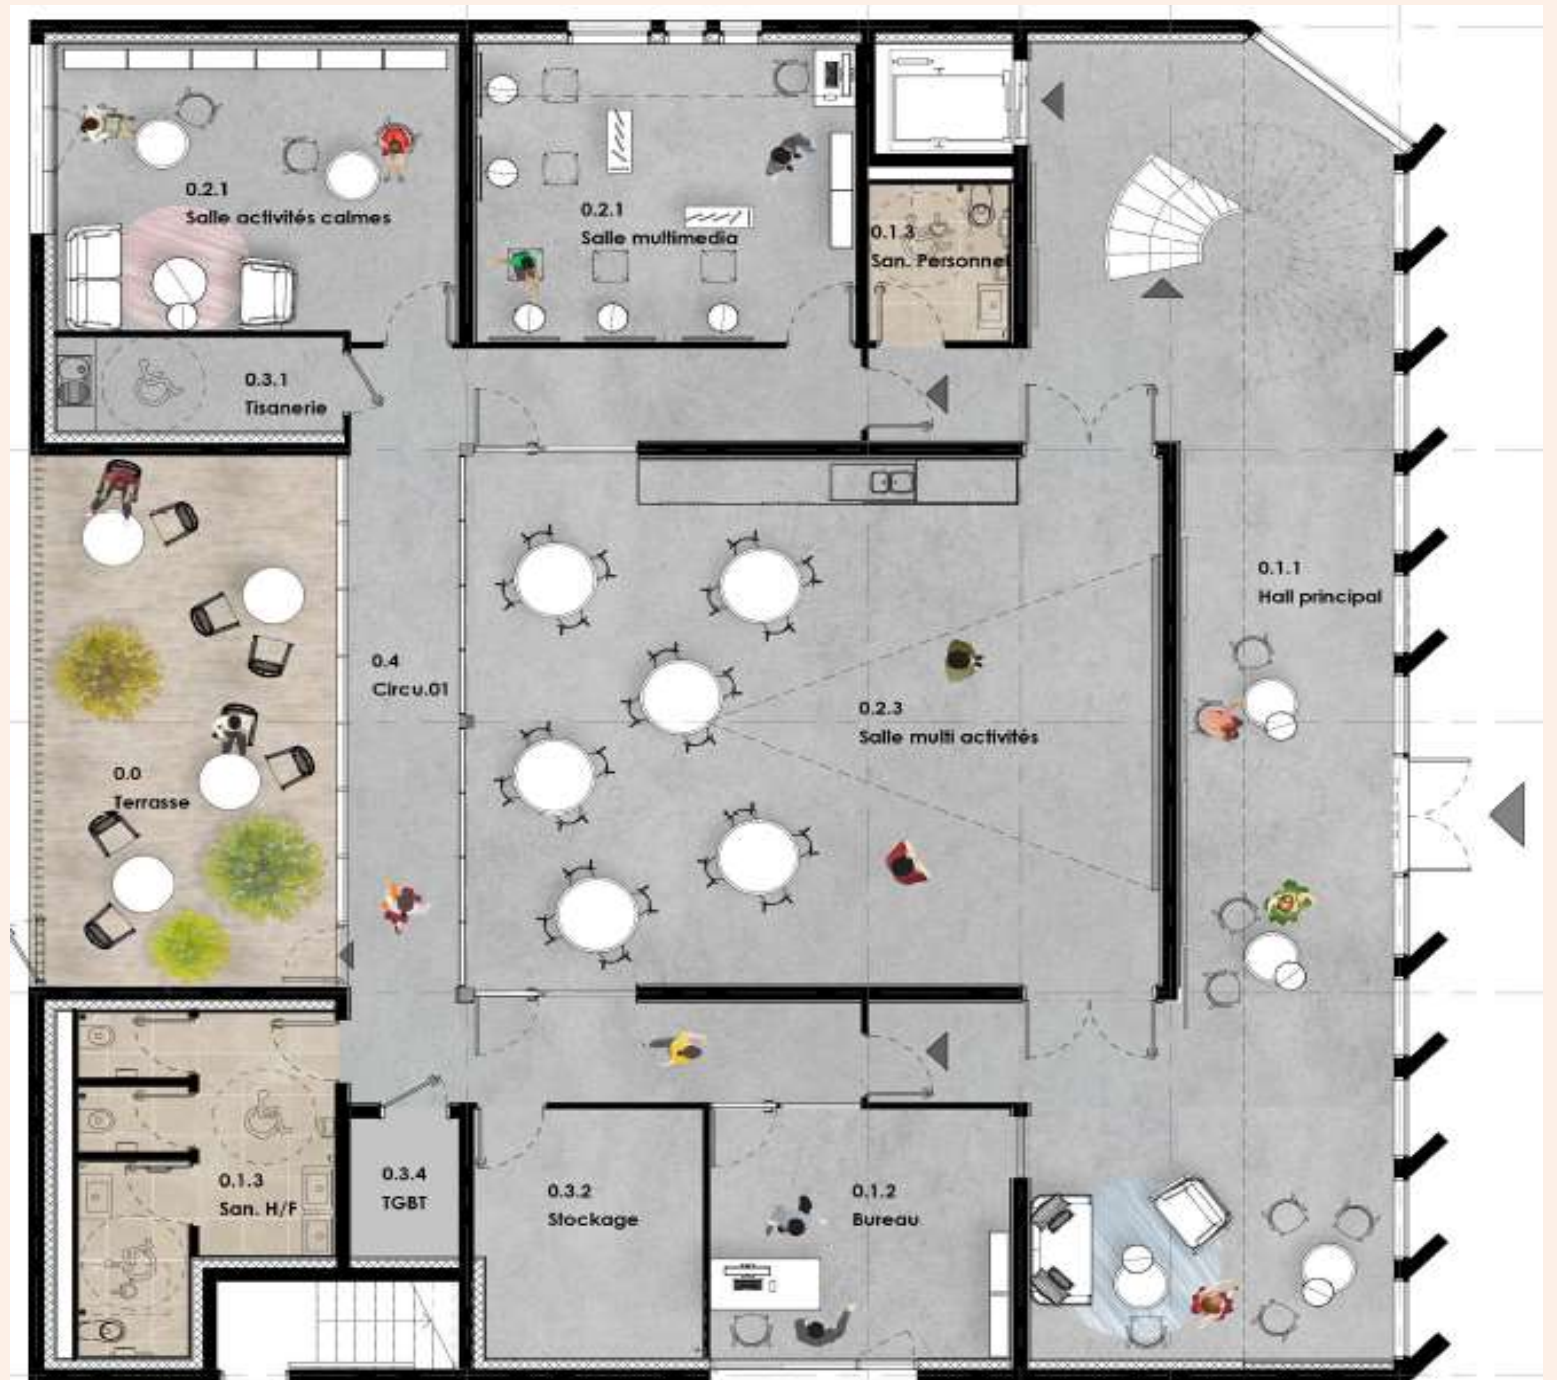 0.2.1
Salle activités calmes
0.2.1
Salle multimedia
0.1.3
San. Personnel
0.3.1
Tisanerie
0.1.1
Hall principal
0.4
Circu.01
0.2.3
Salle multi activités
0.0
Terrasse
0.1.3
San. H/F
0.3.4
TGBT
0.3.2
Stockage
0.1.2
Bureau